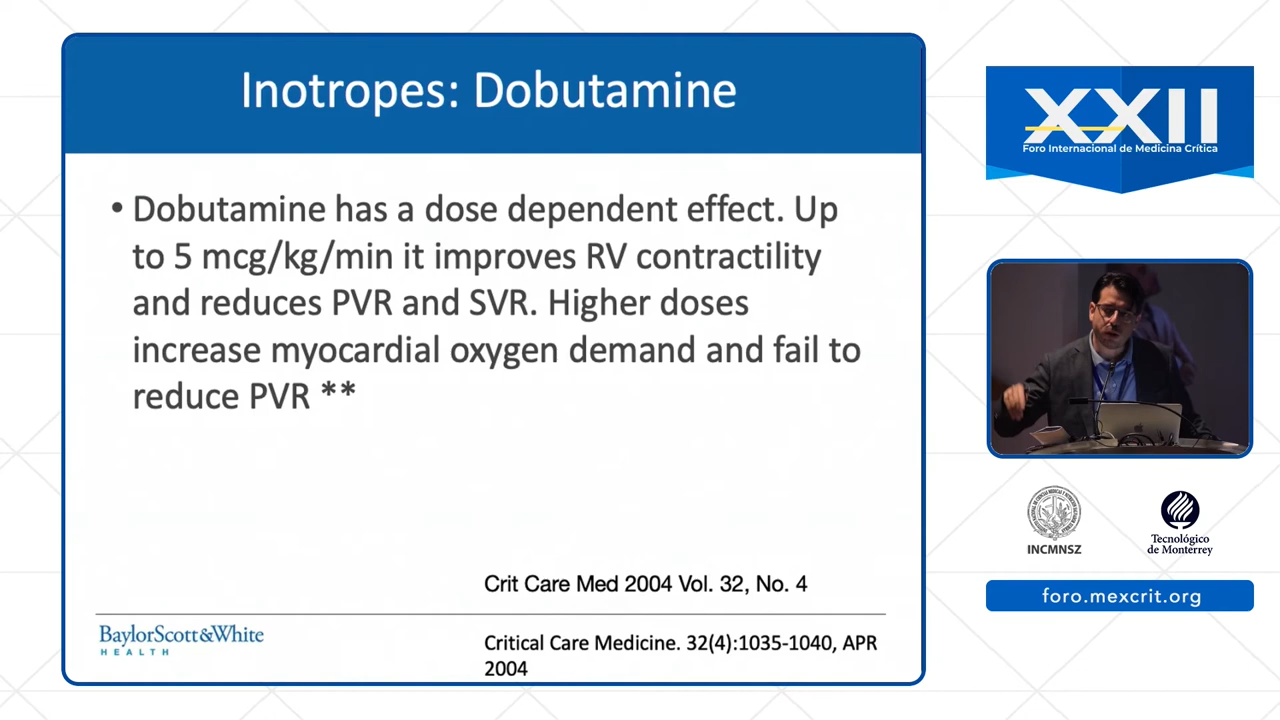 Inotropes: Dobutamine
• Dobutamine has a dose dependent effect. Up
to 5 mcg/kg/min it improves RV contractility
and reduces PVR and SVR. Higher doses
increase myocardial oxygen demand and fail to
reduce PVR **
Crit Care Med 2004 Vol. 32, No. 4
BaylorScott&White
HEALTH
Critical Care Medicine. 32(4):1035-1040, APR
2004
XXII
Foro Internacional de Medicina Crítica
INCMNSZ
Tecnológico
de Monterrey
foro.mexcrit.org